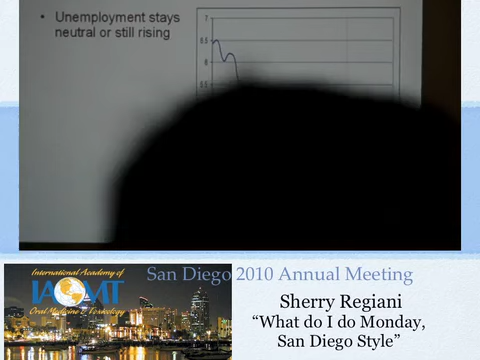 • Unemployment stays
neutral or still rising
7
6.5
6
5.5
International Academy of
IAOMT
Oral Medicine & Toxicology
San Diego 2010 Annual Meeting
Sherry Regiani
“What do I do Monday,
San Diego Style”